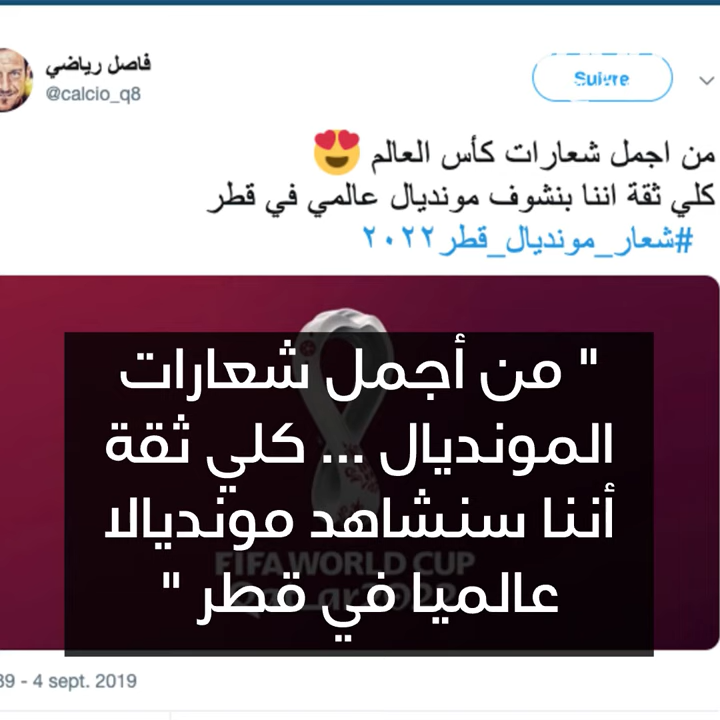 فاصل رياضي
@calcio_q8
Suivre
من اجمل شعارات كأس العالم 😍
كلي ثقة اننا بنشوف مونديال عالمي في قطر
#شعار_مونديال_قطر٢٠٢٢
" من أجمل شعارات
المونديال ... كلي ثقة
أننا سنشاهد مونديالا
عالميا في قطر "
FIFA WORLD CUP
Qatar2022
39 - 4 sept. 2019